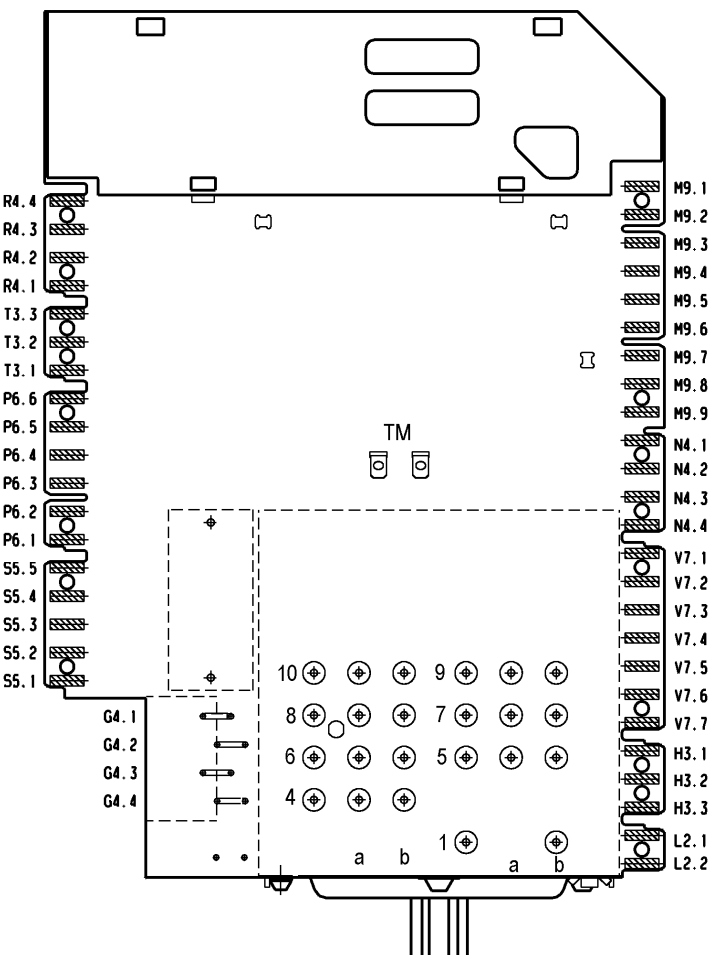 R4.4
R4.3
R4.2
R4.1
T3.3
T3.2
T3.1
P6.6
P6.5
P6.4
P6.3
P6.2
P6.1
S5.5
S5.4
S5.3
S5.2
S5.1
G4.1
G4.2
G4.3
G4.4
TM
10 9
8 7
6 5
4
1
a b a b
M9.1
M9.2
M9.3
M9.4
M9.5
M9.6
M9.7
M9.8
M9.9
N4.1
N4.2
N4.3
N4.4
V7.1
V7.2
V7.3
V7.4
V7.5
V7.6
V7.7
H3.1
H3.2
H3.3
L2.1
L2.2